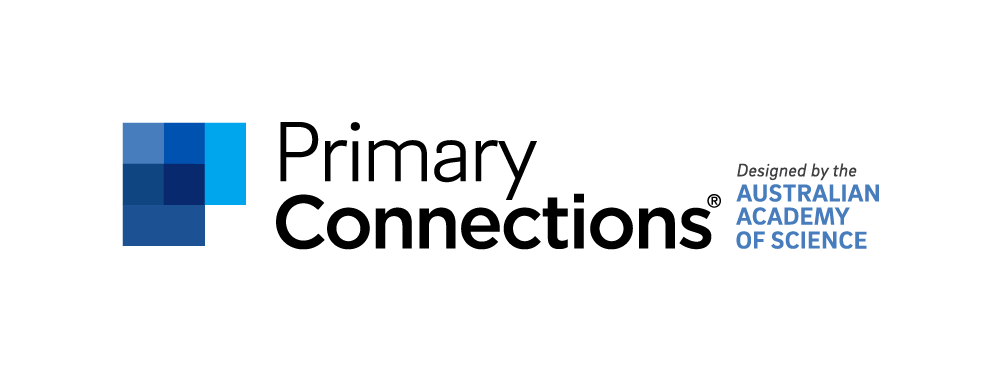 Primary
Connections®
Designed by the
AUSTRALIAN
ACADEMY
OF SCIENCE